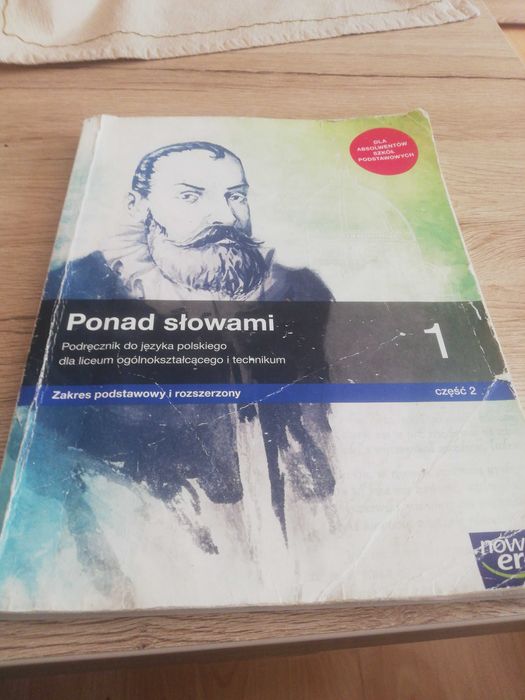 DLA
ABSOLWENTÓW
SZKÓŁ
PODSTAWOWYCH
Ponad słowami
1
Podręcznik do języka polskiego
dla liceum ogólnokształcącego i technikum
Zakres podstawowy i rozszerzony
część 2
nowa
era